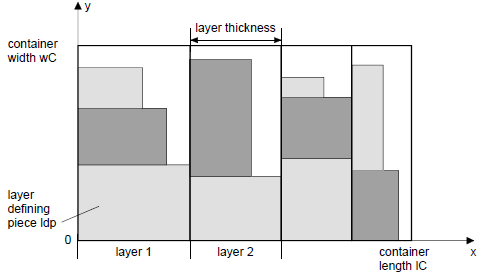 y
layer thickness
container
width wC
layer
defining
piece ldp
0
layer 1
layer 2
container
length lC
x